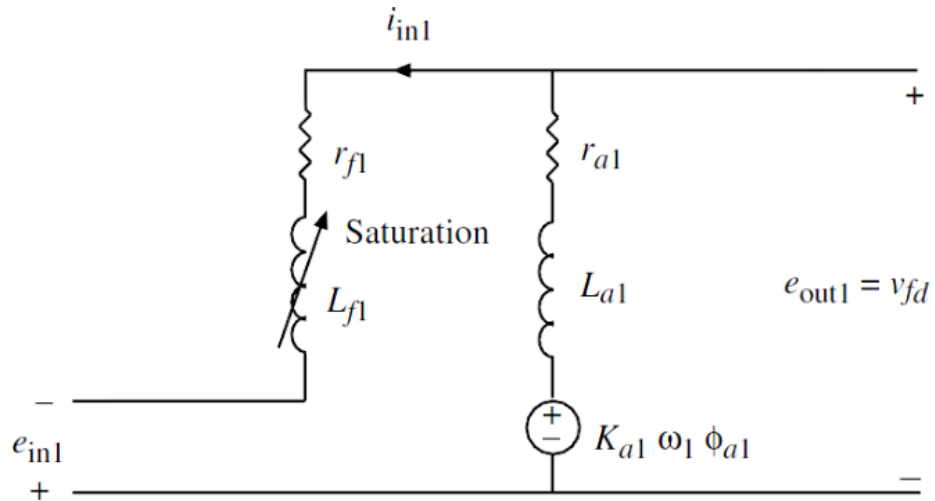 i_in1
+
r_f1
r_a1
Saturation
L_f1
L_a1
e_out1 = v_fd
−
+
−
K_a1 ω_1 ϕ_a1
e_in1
+
−